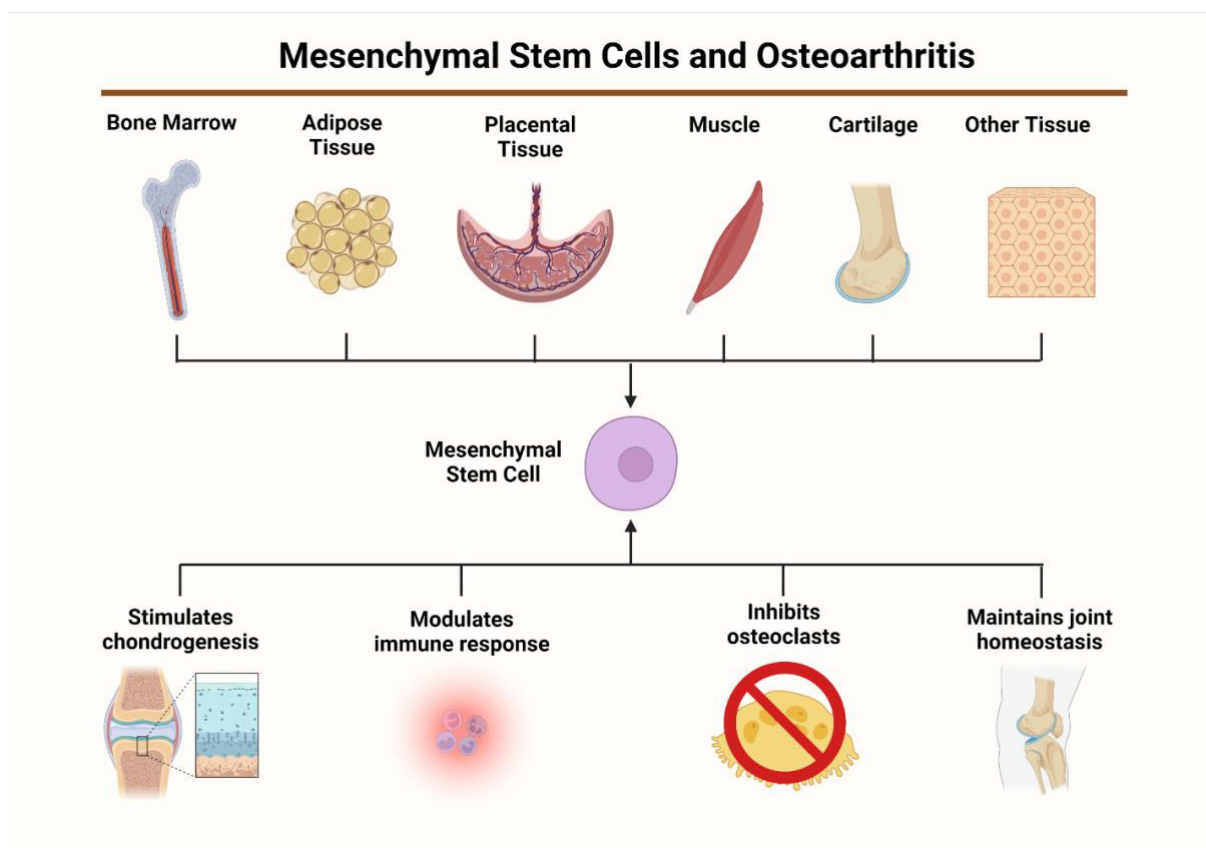 Mesenchymal Stem Cells and Osteoarthritis
Bone Marrow
Adipose
Tissue
Placental
Tissue
Muscle
Cartilage
Other Tissue
Mesenchymal
Stem Cell
Stimulates
chondrogenesis
Modulates
immune response
Inhibits
osteoclasts
Maintains joint
homeostasis